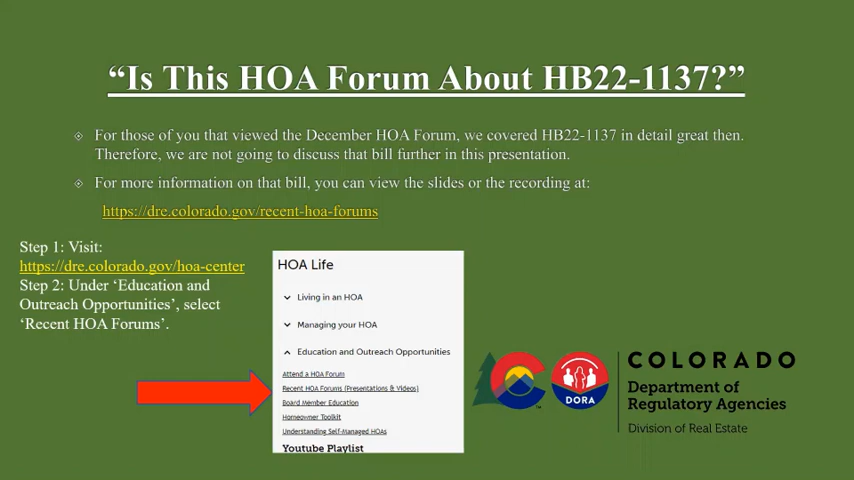 “Is This HOA Forum About HB22-1137?”
For those of you that viewed the December HOA Forum, we covered HB22-1137 in detail great then.
Therefore, we are not going to discuss that bill further in this presentation.
For more information on that bill, you can view the slides or the recording at:
https://dre.colorado.gov/recent-hoa-forums
Step 1: Visit:
https://dre.colorado.gov/hoa-center
Step 2: Under ‘Education and
Outreach Opportunities’, select
‘Recent HOA Forums’.
HOA Life
Living in an HOA
Managing your HOA
Education and Outreach Opportunities
Attend a HOA Forum
Recent HOA Forums (Presentations & Videos)
Board Member Education
Homeowner Toolkit
Understanding Self-Managed HOAs
Youtube Playlist
TM
DORA
COLORADO
Department of
Regulatory Agencies
Division of Real Estate